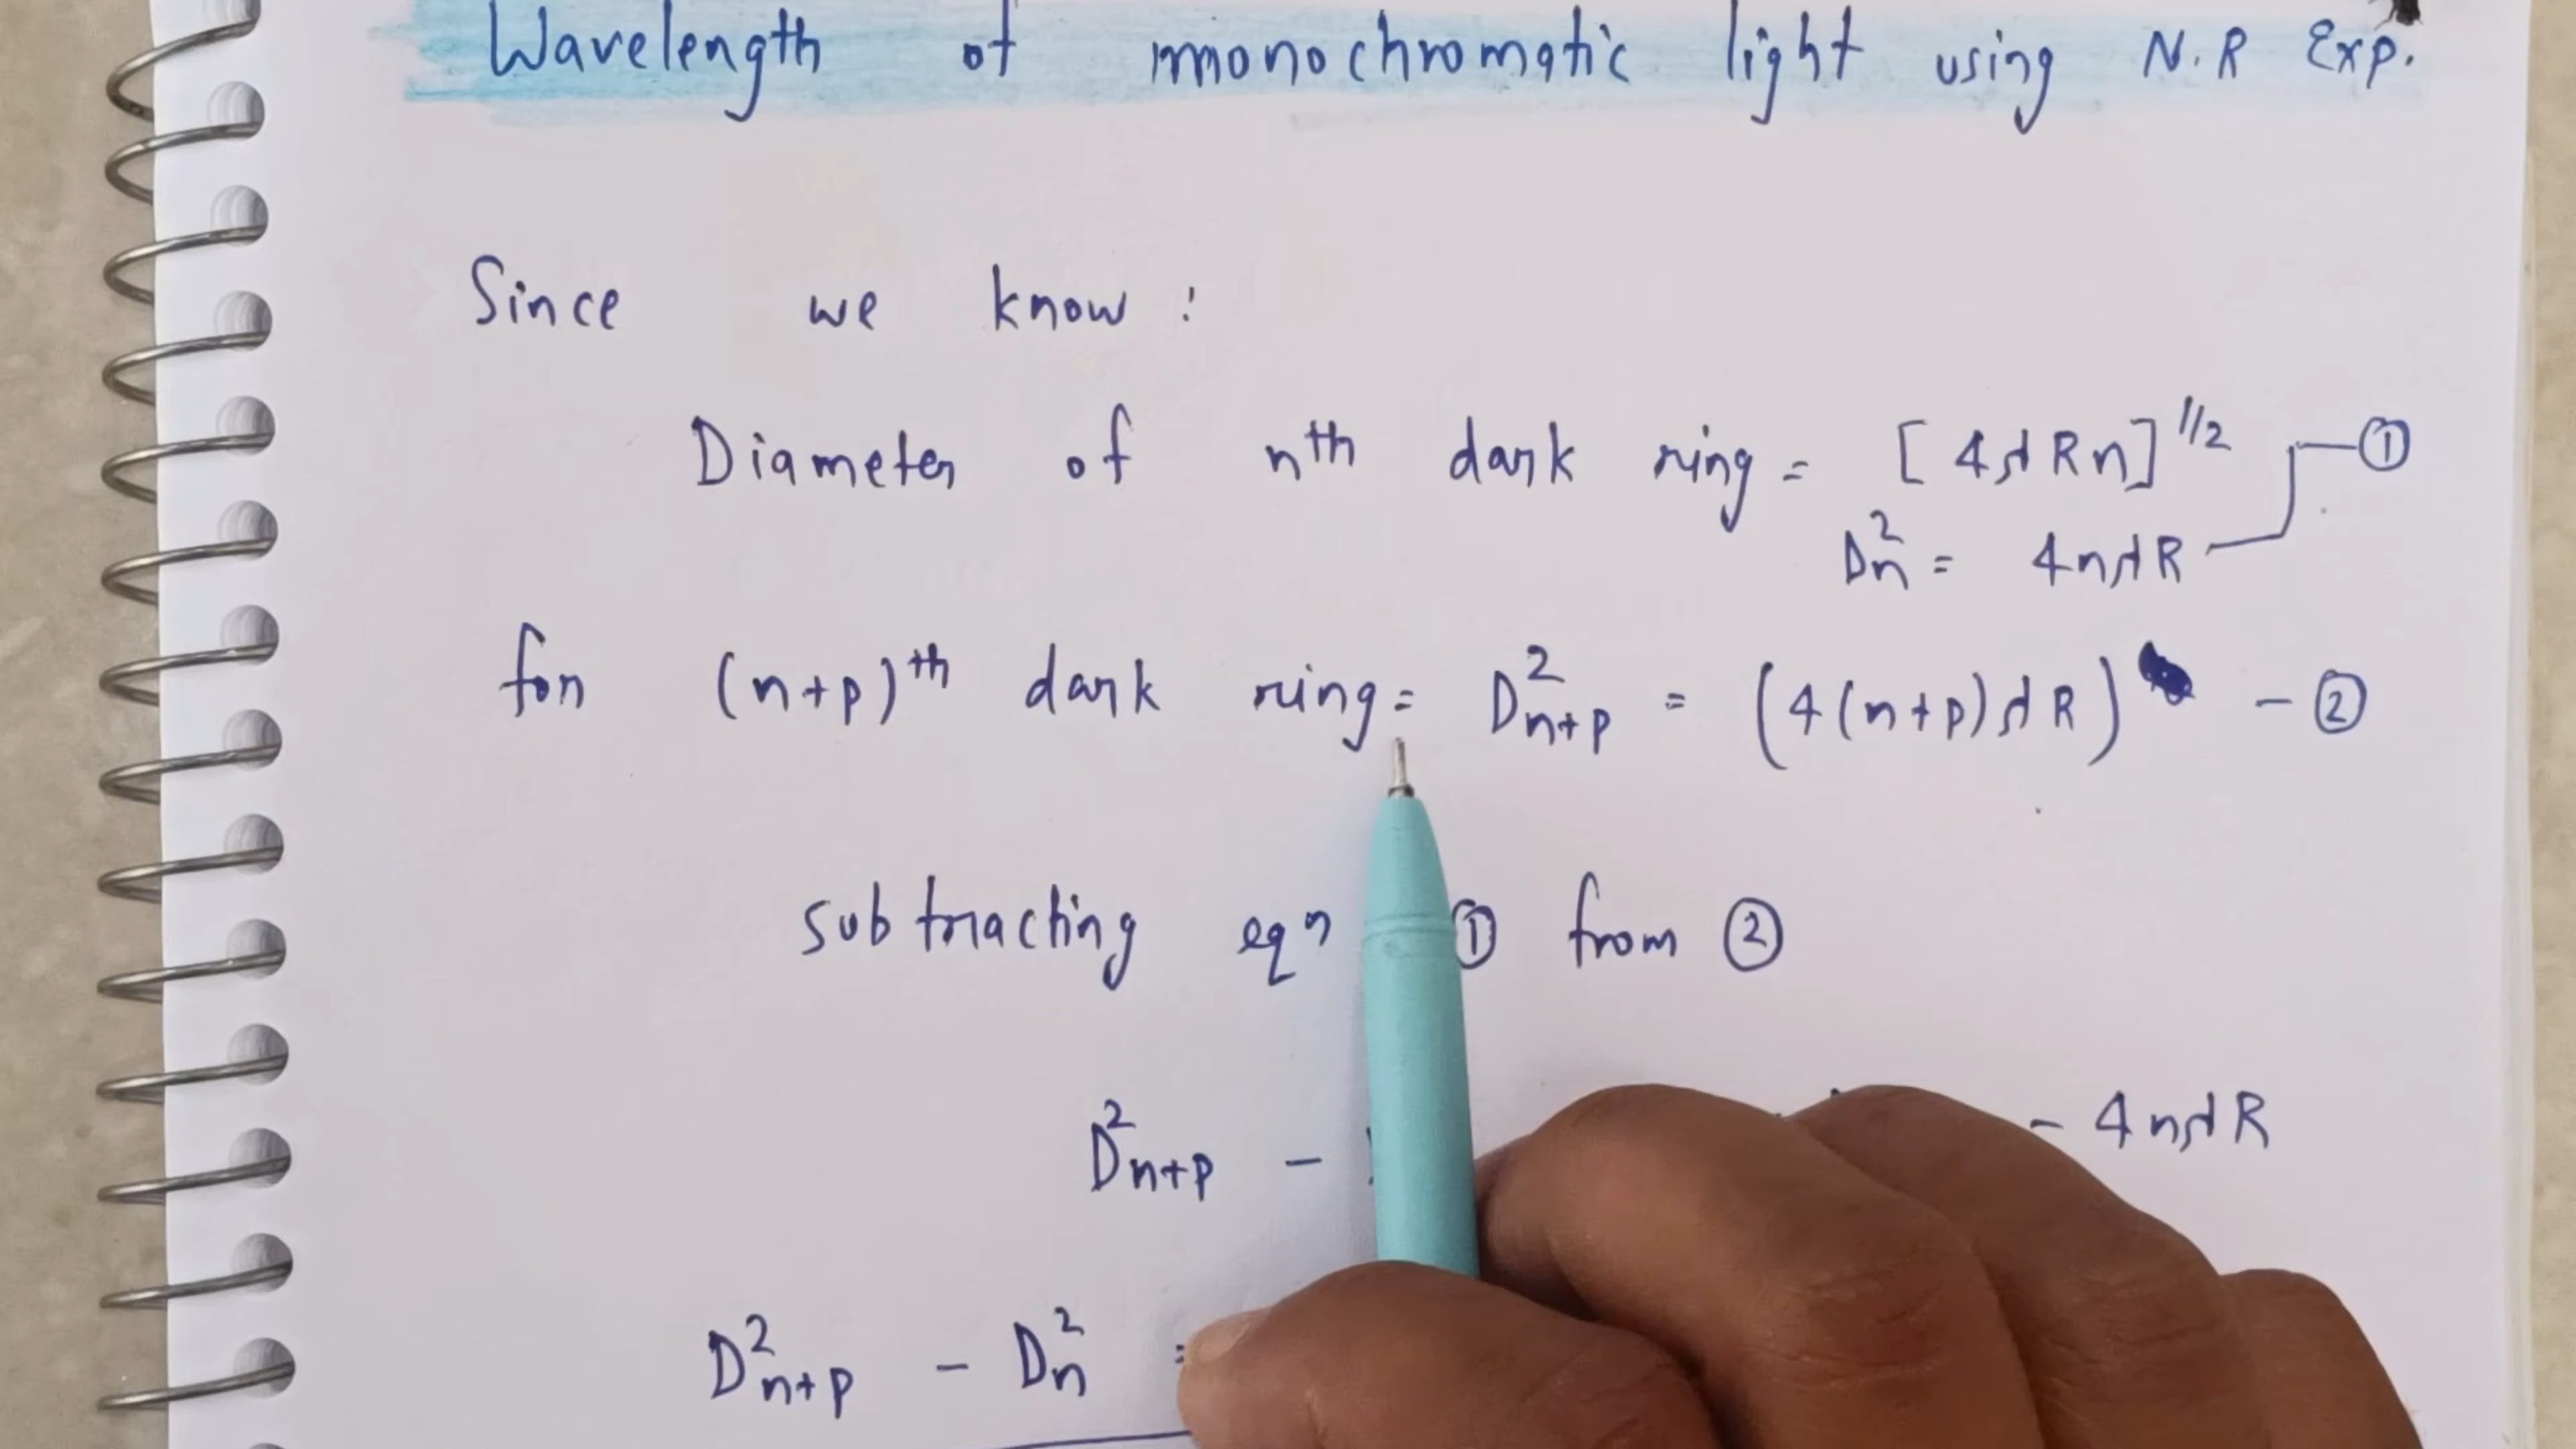 Wavelength of monochromatic light using N.R Exp.
Since we know :
Diameter of nth dark ring = [4λRn]^1/2 — ①
D²n = 4nλR
for (n+p)th dark ring = D²n+p = (4(n+p)λR) - ②
subtracting eqn ① from ②
D²n+p - - 4nλR
D²n+p - D²n =